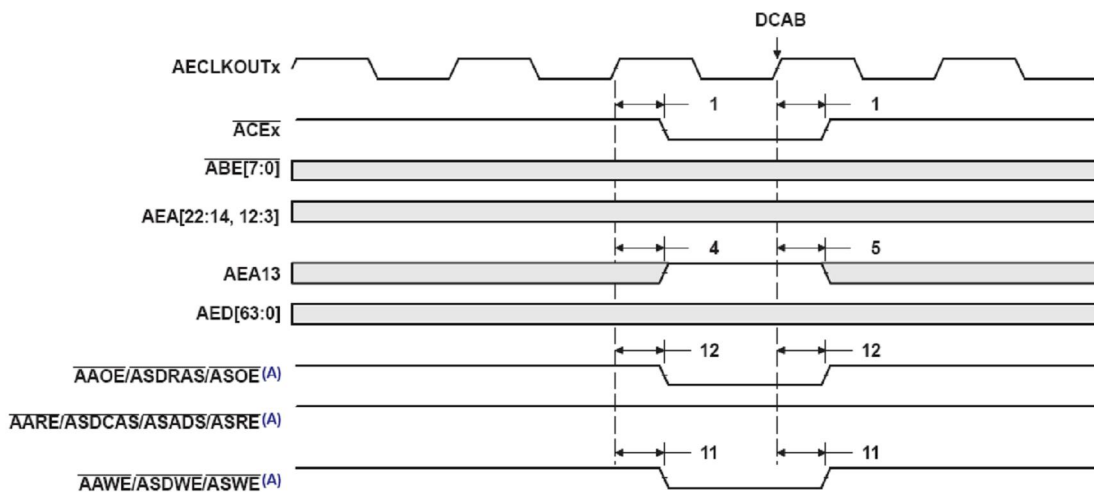 DCAB
AECLKOUTx
1 1
ACEx
ABE[7:0]
AEA[22:14, 12:3]
4 5
AEA13
AED[63:0]
12 12
AAOE/ASDRAS/ASOE(A)
AARE/ASDCAS/ASADS/ASRE(A)
11 11
AAWE/ASDWE/ASWE(A)